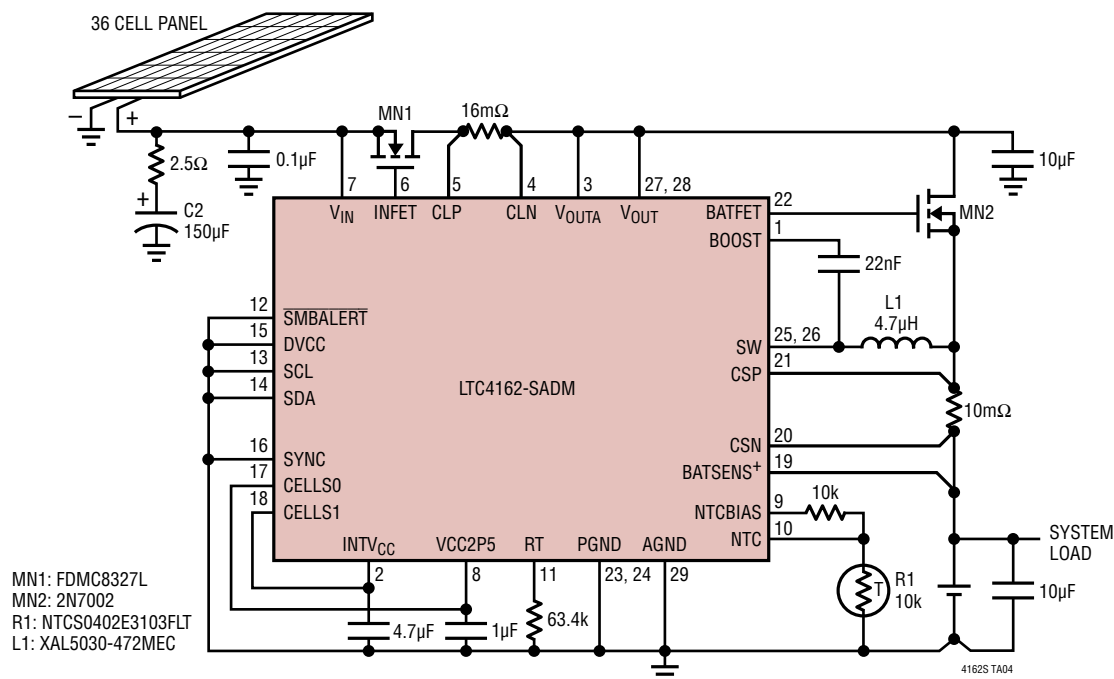 36 CELL PANEL
–
+
MN1
16mΩ
2.5Ω
0.1µF
10µF
+
C2
150µF
7
6
5
4
3
27, 28
V_IN
INFET
CLP
CLN
V_OUTA
V_OUT
BATFET
22
MN2
BOOST
1
22nF
L1
4.7µH
12
SMBALERT
15
DVCC
13
SCL
14
SDA
SW
25, 26
CSP
21
LTC4162-SADM
10mΩ
CSN
20
BATSENS+
19
16
SYNC
17
CELLS0
18
CELLS1
NTCBIAS
9
10k
NTC
10
SYSTEM
LOAD
INTV_CC
VCC2P5
RT
PGND
AGND
2
8
11
23, 24
29
T
R1
10k
10µF
4.7µF
1µF
63.4k
MN1: FDMC8327L
MN2: 2N7002
R1: NTCS0402E3103FLT
L1: XAL5030-472MEC
4162S TA04